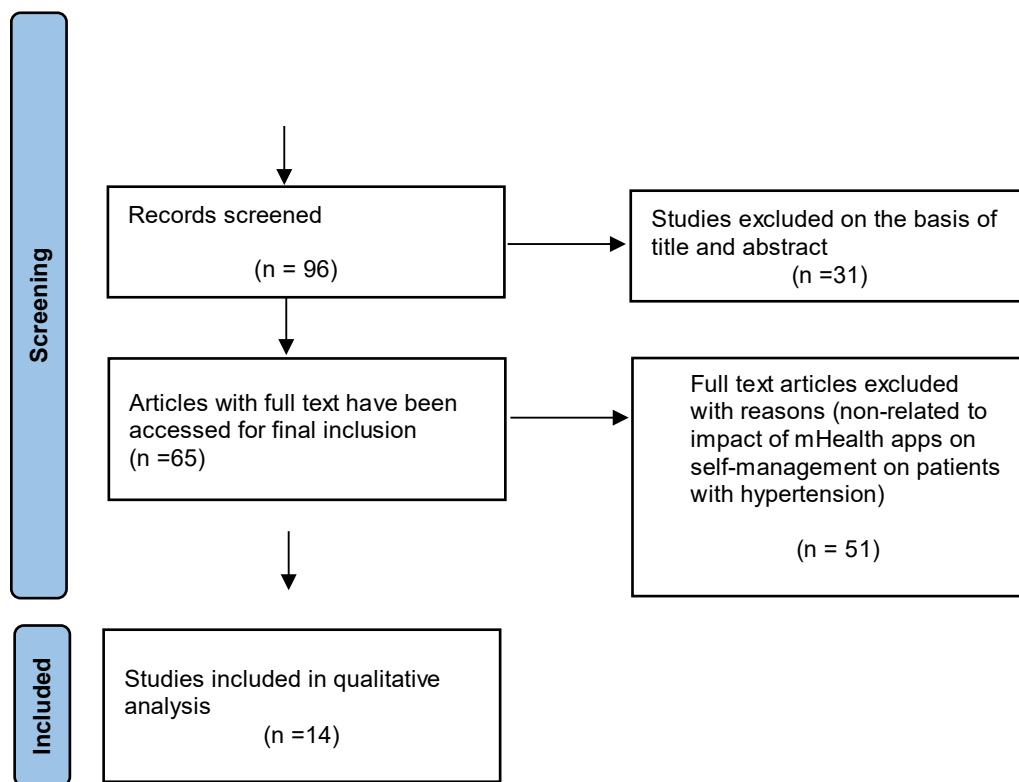 Screening
Records screened
(n = 96)
Studies excluded on the basis of
title and abstract
(n =31)
Articles with full text have been
accessed for final inclusion
(n =65)
Full text articles excluded
with reasons (non-related to
impact of mHealth apps on
self-management on patients
with hypertension)
(n = 51)
Included
Studies included in qualitative
analysis
(n =14)